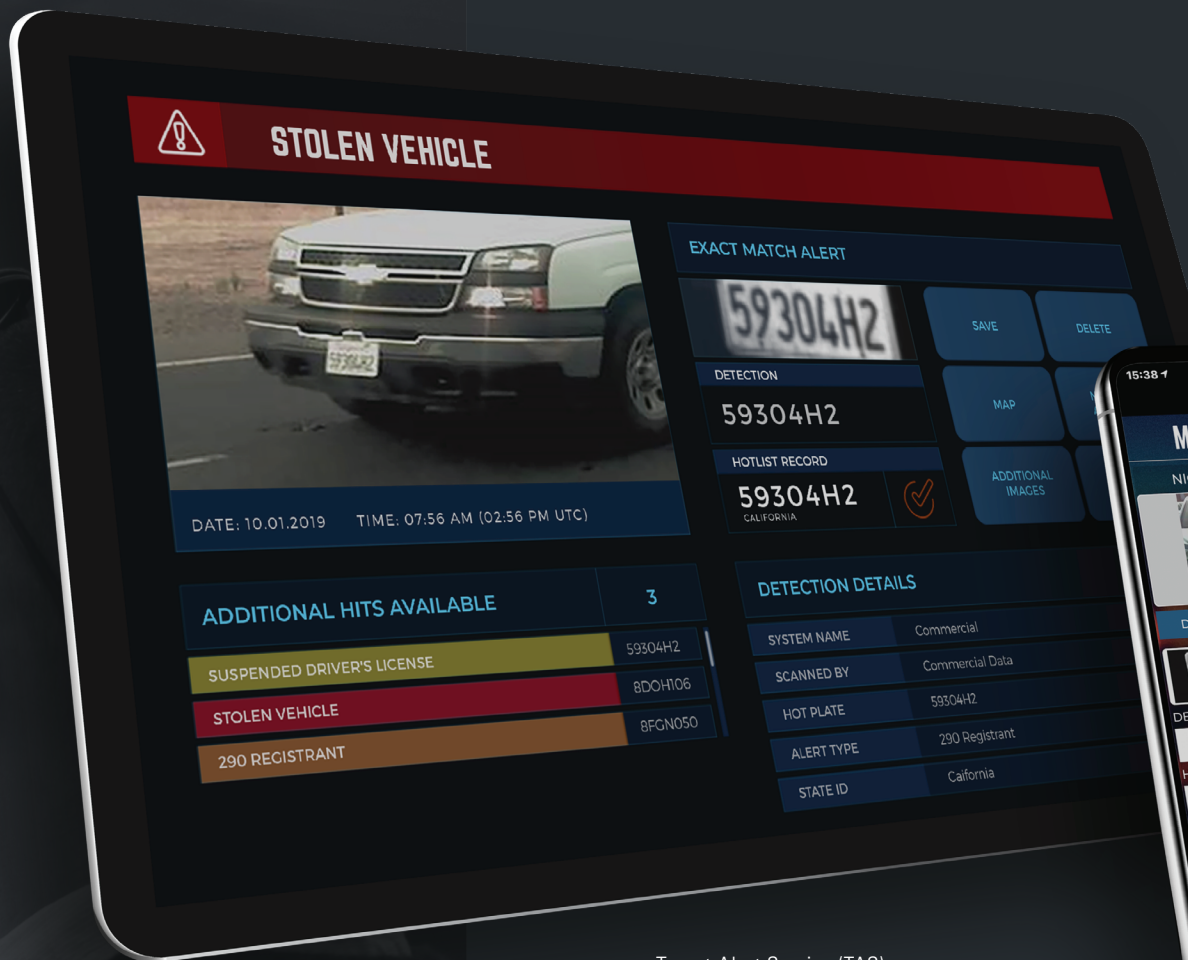 STOLEN VEHICLE
59304H2
DATE: 10.01.2019 TIME: 07:56 AM (02:56 PM UTC)
EXACT MATCH ALERT
59304H2
DETECTION
59304H2
HOTLIST RECORD
59304H2
CALIFORNIA
SAVE
DELETE
MAP
ADDITIONAL
IMAGES
ADDITIONAL HITS AVAILABLE 3
SUSPENDED DRIVER'S LICENSE 59304H2
STOLEN VEHICLE 8DOH106
290 REGISTRANT 8FGN050
DETECTION DETAILS
SYSTEM NAME Commercial
SCANNED BY Commercial Data
HOT PLATE 59304H2
ALERT TYPE 290 Registrant
STATE ID Caifornia
15:38